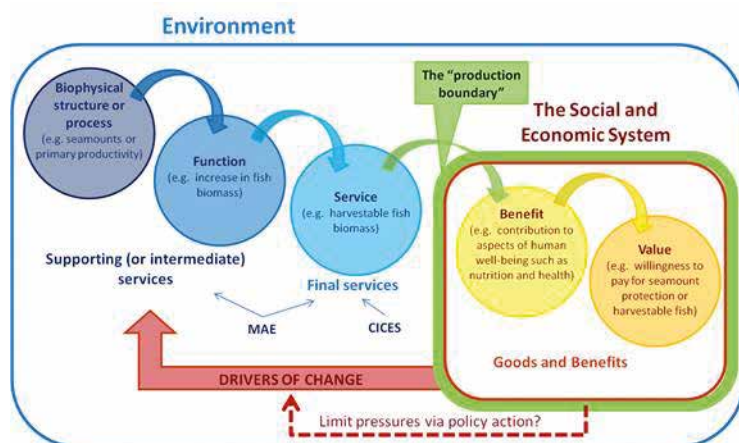 Environment
Biophysical
structure or
process
(e.g. seamounts or
primary productivity)
Function
(e.g. increase in fish
biomass)
Service
(e.g. harvestable fish
biomass)
The “production
boundary”
The Social and
Economic System
Benefit
(e.g. contribution to
aspects of human
well-being such as
nutrition and health)
Value
(e.g. willingness to
pay for seamount
protection or
harvestable fish)
Supporting (or intermediate)
services
Final services
MAE
CICES
Goods and Benefits
DRIVERS OF CHANGE
Limit pressures via policy action?